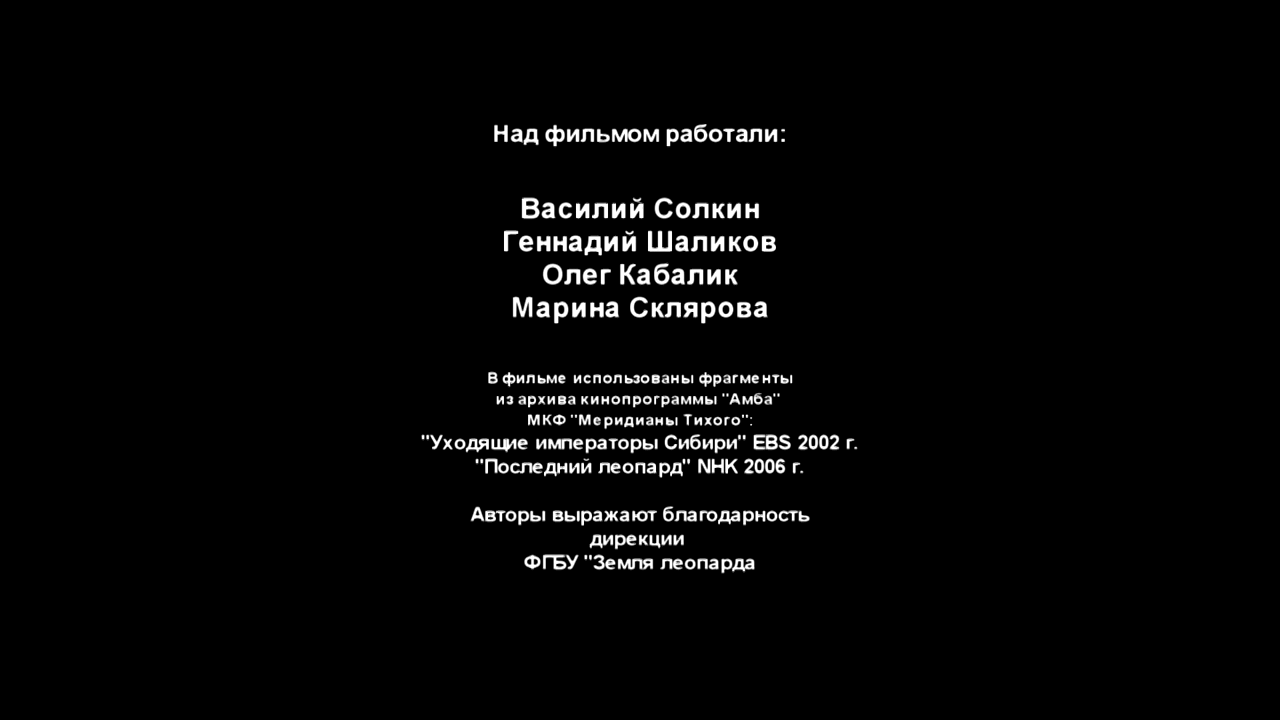 Над фильмом работали:
Василий Солкин
Геннадий Шаликов
Олег Кабалик
Марина Склярова
В фильме использованы фрагменты
из архива кинопрограммы "Амба"
МКФ "Меридианы Тихого":
"Уходящие императоры Сибири" EBS 2002 г.
"Последний леопард" NHK 2006 г.
Авторы выражают благодарность
дирекции
ФГБУ "Земля леопарда